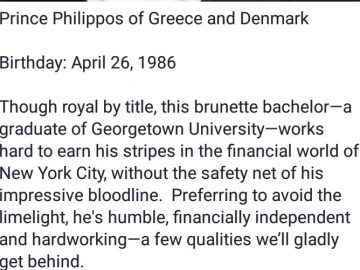 Prince Philippos of Greece and Denmark
Birthday: April 26, 1986
Though royal by title, this brunette bachelor—a
graduate of Georgetown University—works
hard to earn his stripes in the financial world of
New York City, without the safety net of his
impressive bloodline.  Preferring to avoid the
limelight, he's humble, financially independent
and hardworking—a few qualities we’ll gladly
get behind.